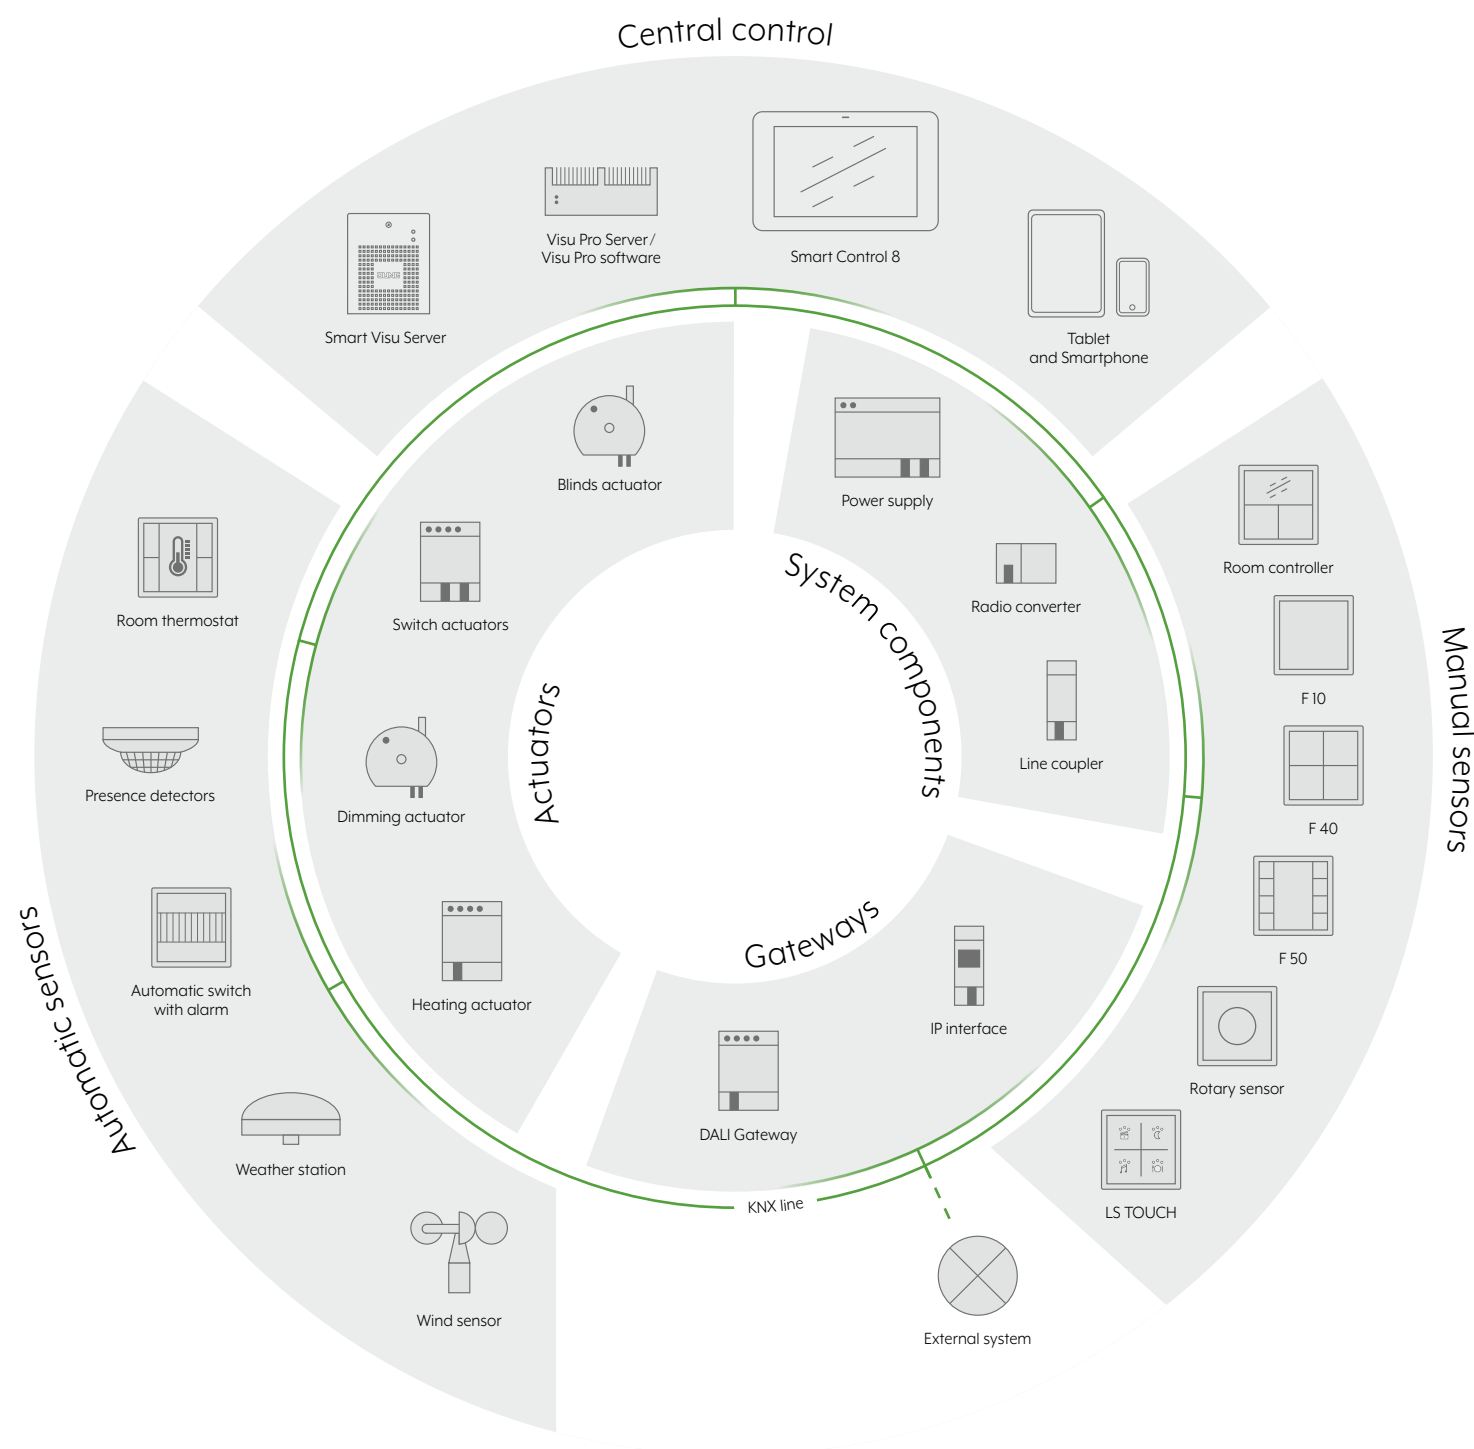 Central control
Smart Visu Server
Visu Pro Server/
Visu Pro software
Smart Control 8
Tablet
and Smartphone
Automatic sensors
Room thermostat
Presence detectors
Automatic switch
with alarm
Weather station
Wind sensor
Actuators
Blinds actuator
Switch actuators
Dimming actuator
Heating actuator
System components
Power supply
Radio converter
Line coupler
Gateways
IP interface
DALI Gateway
KNX line
External system
Manual sensors
Room controller
F 10
F 40
F 50
Rotary sensor
LS TOUCH